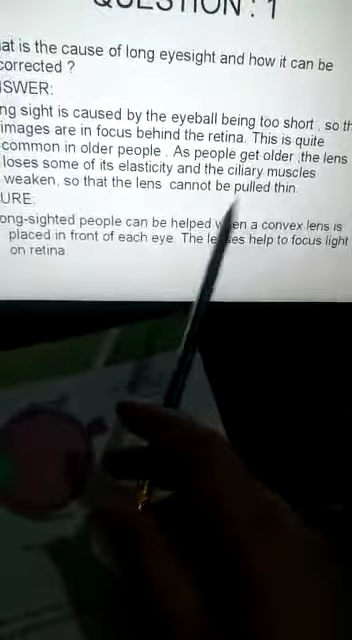 QUESTION : 1
at is the cause of long eyesight and how it can be
corrected ?
SWER:
ng sight is caused by the eyeball being too short , so th
images are in focus behind the retina. This is quite
common in older people . As people get older ,the lens
loses some of its elasticity and the ciliary muscles
weaken, so that the lens cannot be pulled thin.
URE:
ong-sighted people can be helped en a convex lens is
placed in front of each eye. The help to focus light
on retina.